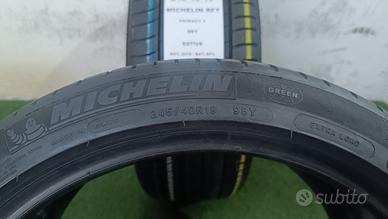 MICHELIN RFT
PRIMACY 3
98Y
ESTIVE
MICHELIN
GREEN
245/40R19 98Y
EXTRA LOAD
subito